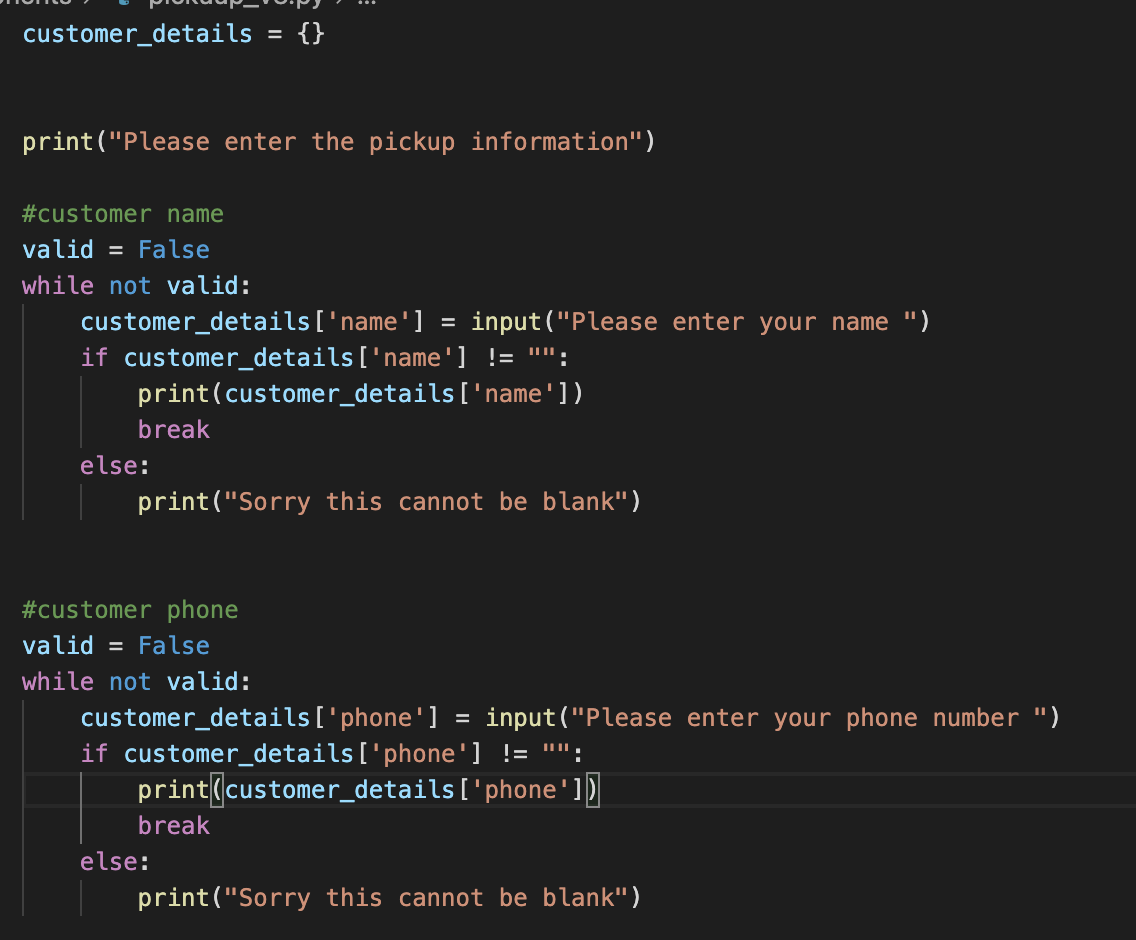 customer_details = {}
print("Please enter the pickup information")
#customer name
valid = False
while not valid:
    customer_details['name'] = input("Please enter your name ")
    if customer_details['name'] != "":
        print(customer_details['name'])
        break
    else:
        print("Sorry this cannot be blank")
#customer phone
valid = False
while not valid:
    customer_details['phone'] = input("Please enter your phone number ")
    if customer_details['phone'] != "":
        print(customer_details['phone'])
        break
    else:
        print("Sorry this cannot be blank")